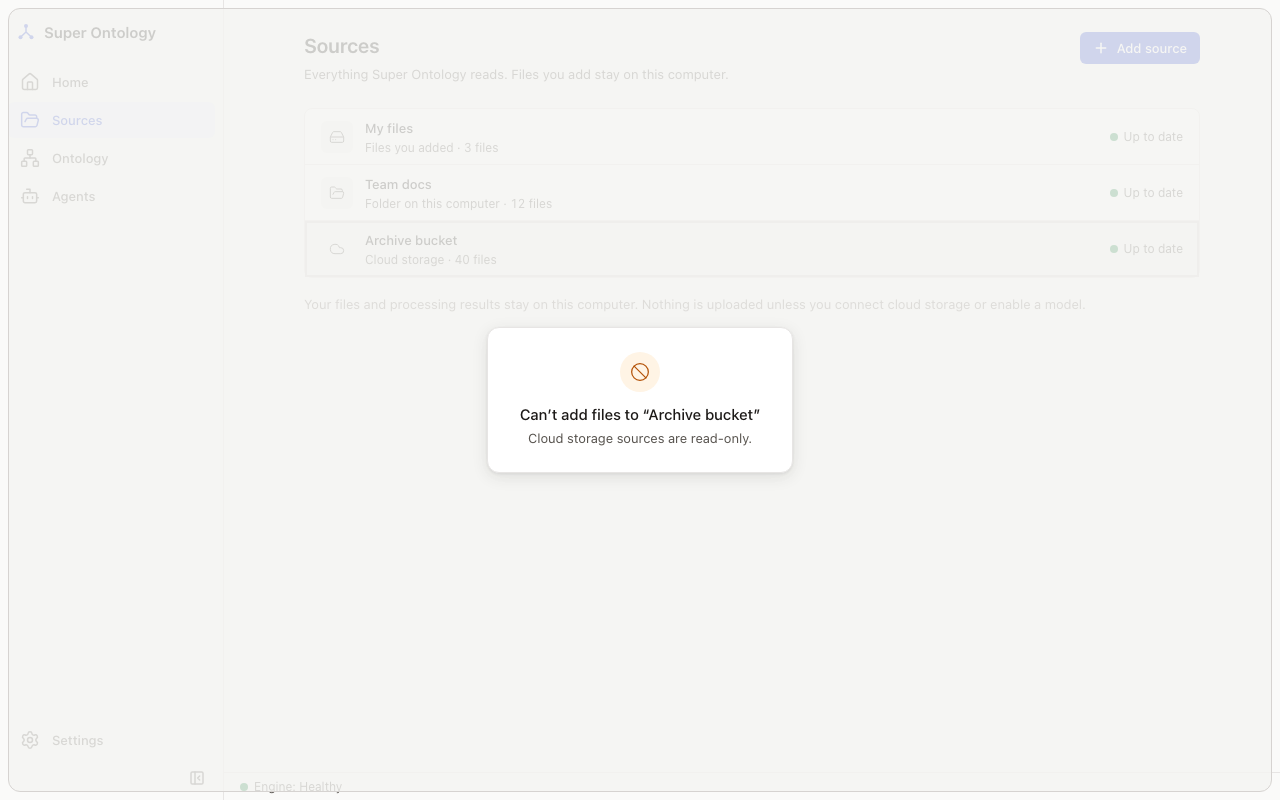 Super Ontology
Home
Sources
Ontology
Agents
Settings
Sources
Add source
Everything Super Ontology reads. Files you add stay on this computer.
My files
Files you added · 3 files
Up to date
Team docs
Folder on this computer · 12 files
Up to date
Archive bucket
Cloud storage · 40 files
Up to date
Your files and processing results stay on this computer. Nothing is uploaded unless you connect cloud storage or enable a model.
Can’t add files to “Archive bucket”
Cloud storage sources are read-only.
Engine: Healthy